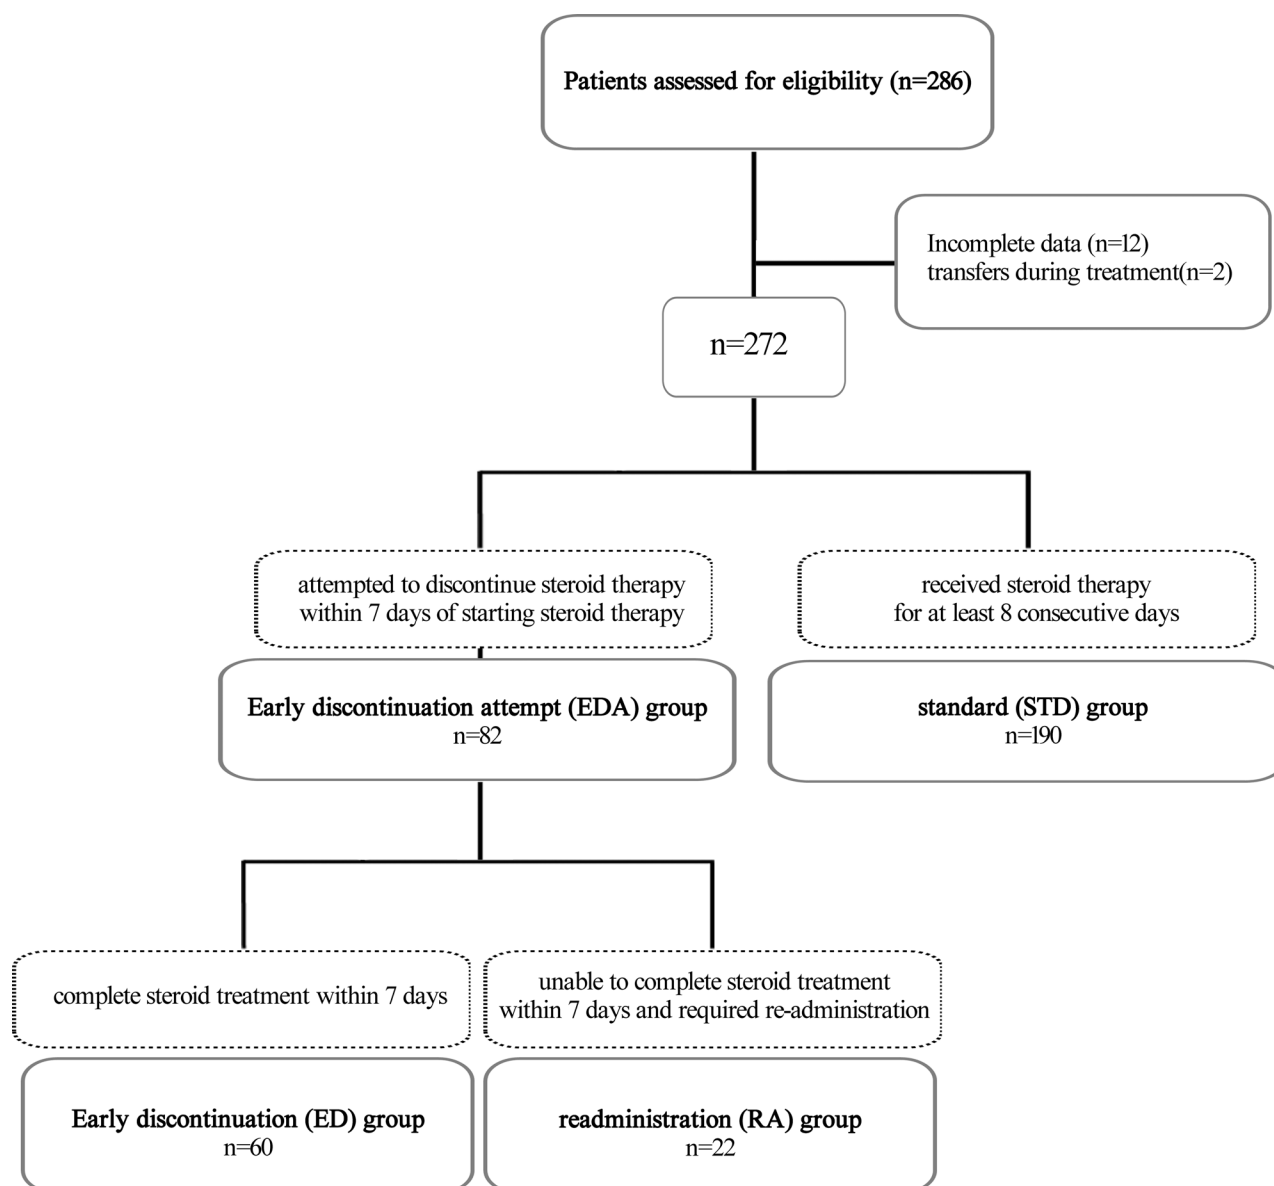 Patients assessed for eligibility (n=286)
Incomplete data (n=12)
transfers during treatment(n=2)
n=272
attempted to discontinue steroid therapy
within 7 days of starting steroid therapy
received steroid therapy
for at least 8 consecutive days
Early discontinuation attempt (EDA) group
n=82
standard (STD) group
n=190
complete steroid treatment within 7 days
unable to complete steroid treatment
within 7 days and required re-administration
Early discontinuation (ED) group
n=60
readministration (RA) group
n=22